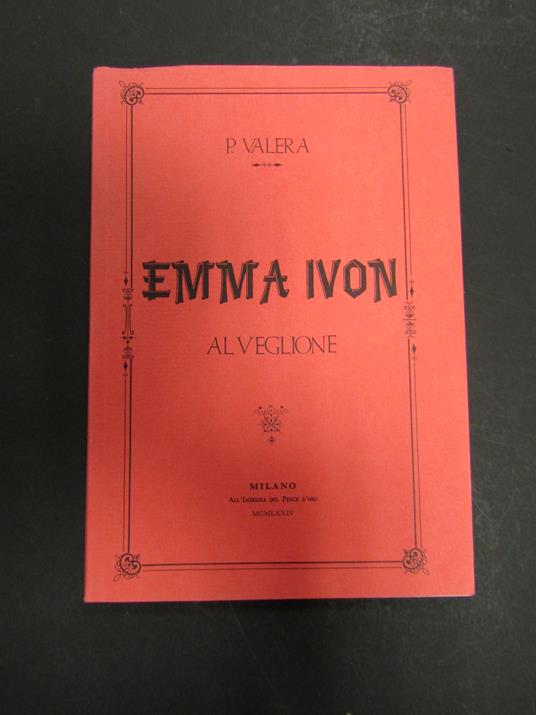 P. VALERA
EMMA IVON
AL VEGLIONE
MILANO
ALL'INSEGNA DEL PESCE D'ORO
MCMLXXIV